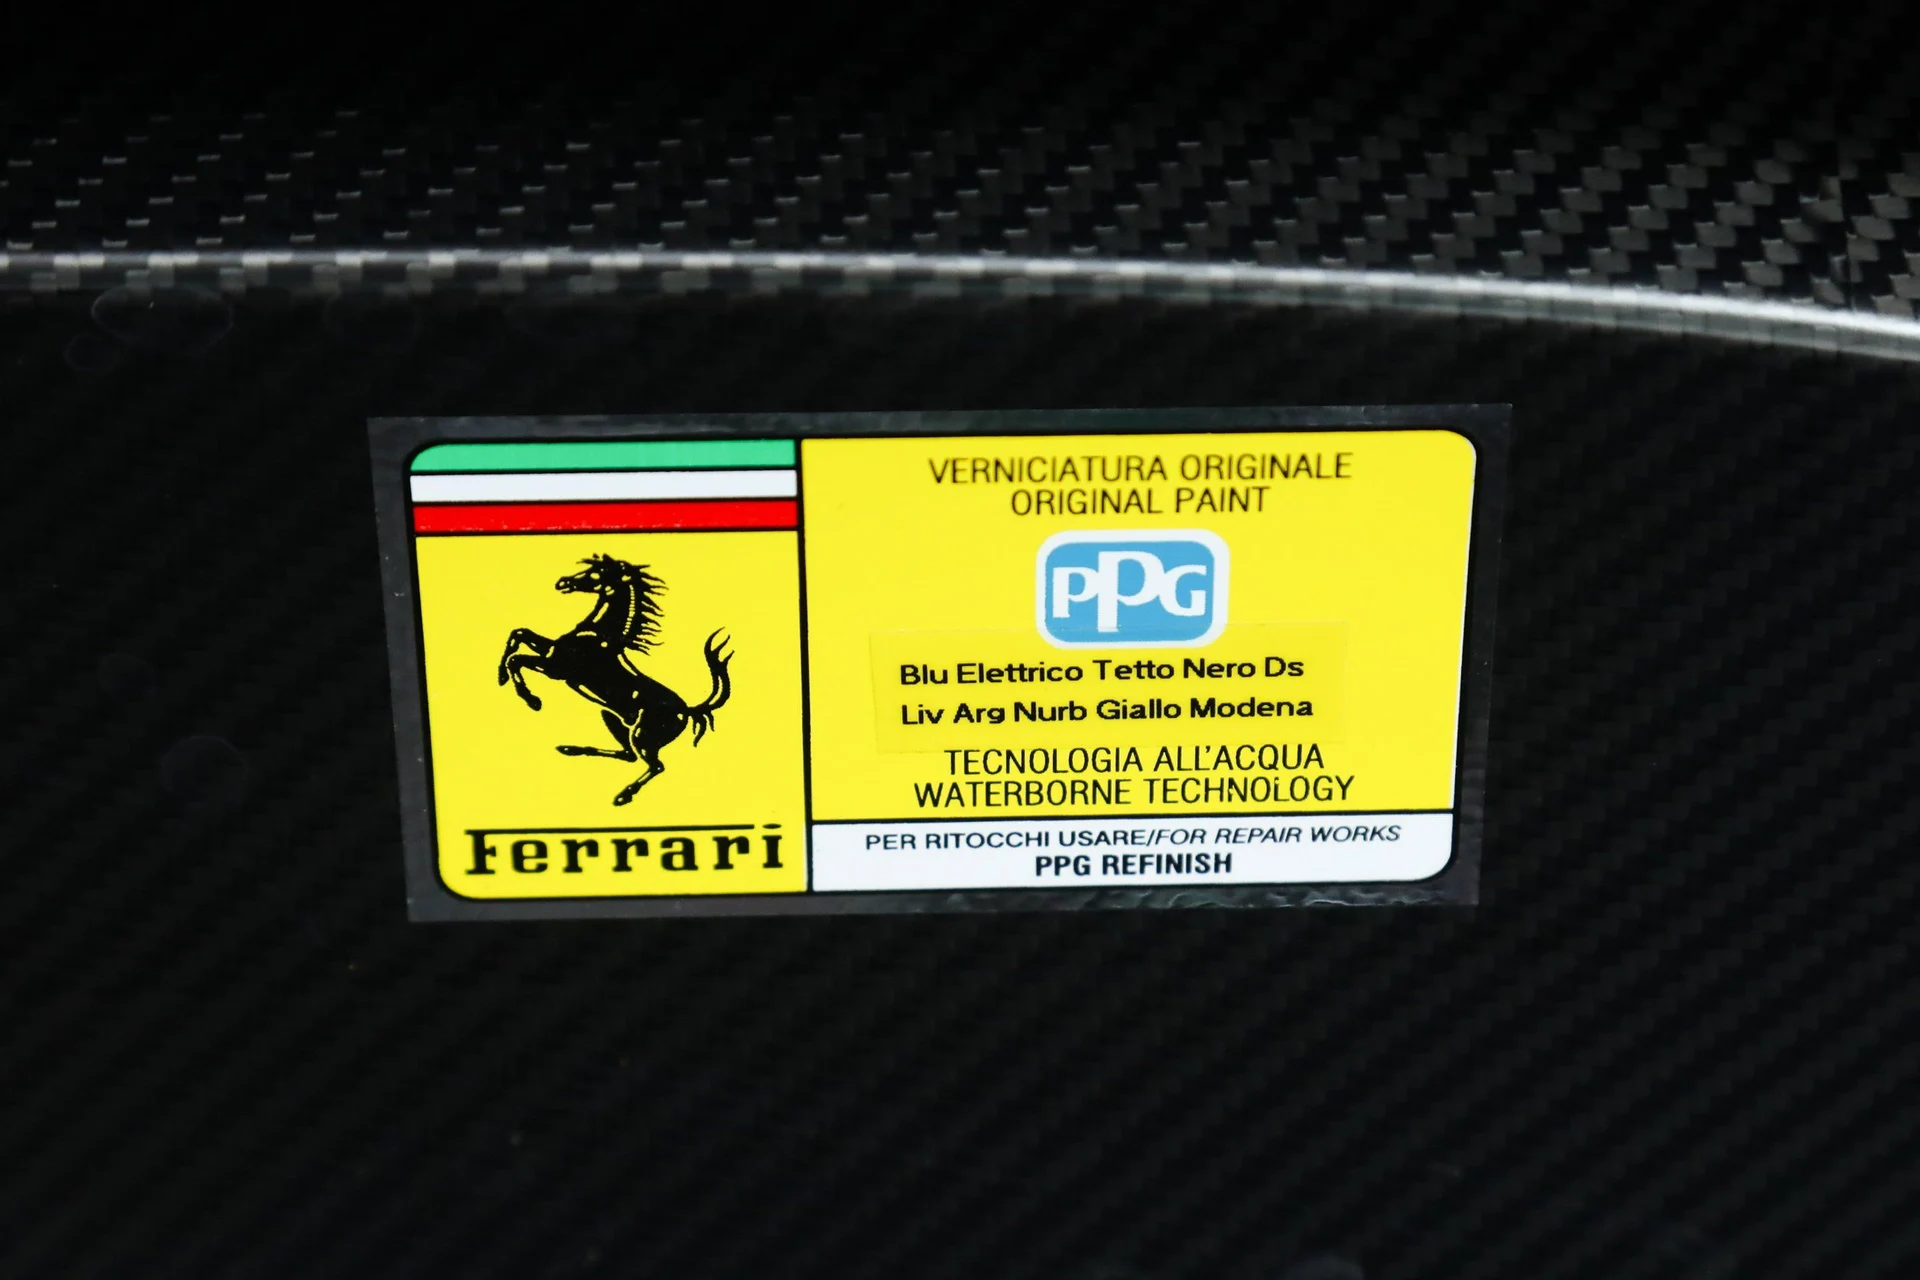 Ferrari
VERNICIATURA ORIGINALE
ORIGINAL PAINT
PPG
Blu Elettrico Tetto Nero Ds
Liv Arg Nurb Giallo Modena
TECNOLOGIA ALL'ACQUA
WATERBORNE TECHNOLOGY
PER RITOCCHI USARE/FOR REPAIR WORKS
PPG REFINISH